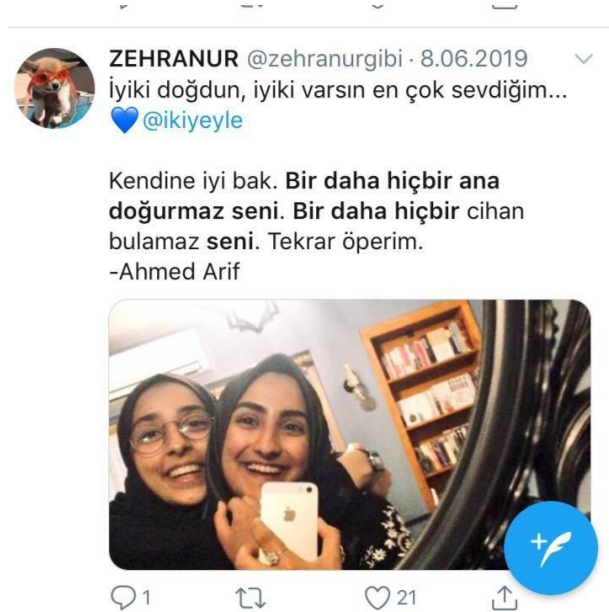 ZEHRANUR @zehranurgibi · 8.06.2019
İyiki doğdun, iyiki varsın en çok sevdiğim...
💙@ikiyeyle
Kendine iyi bak. Bir daha hiçbir ana
doğurmaz seni. Bir daha hiçbir cihan
bulamaz seni. Tekrar öperim.
-Ahmed Arif
1
21